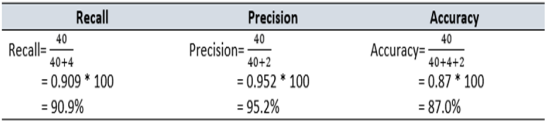 Recall Precision Accuracy
Recall= 40/40+4 Precision= 40/40+2 Accuracy= 40/40+4+2
= 0.909 * 100 = 0.952 * 100 = 0.87 * 100
= 90.9% = 95.2% = 87.0%